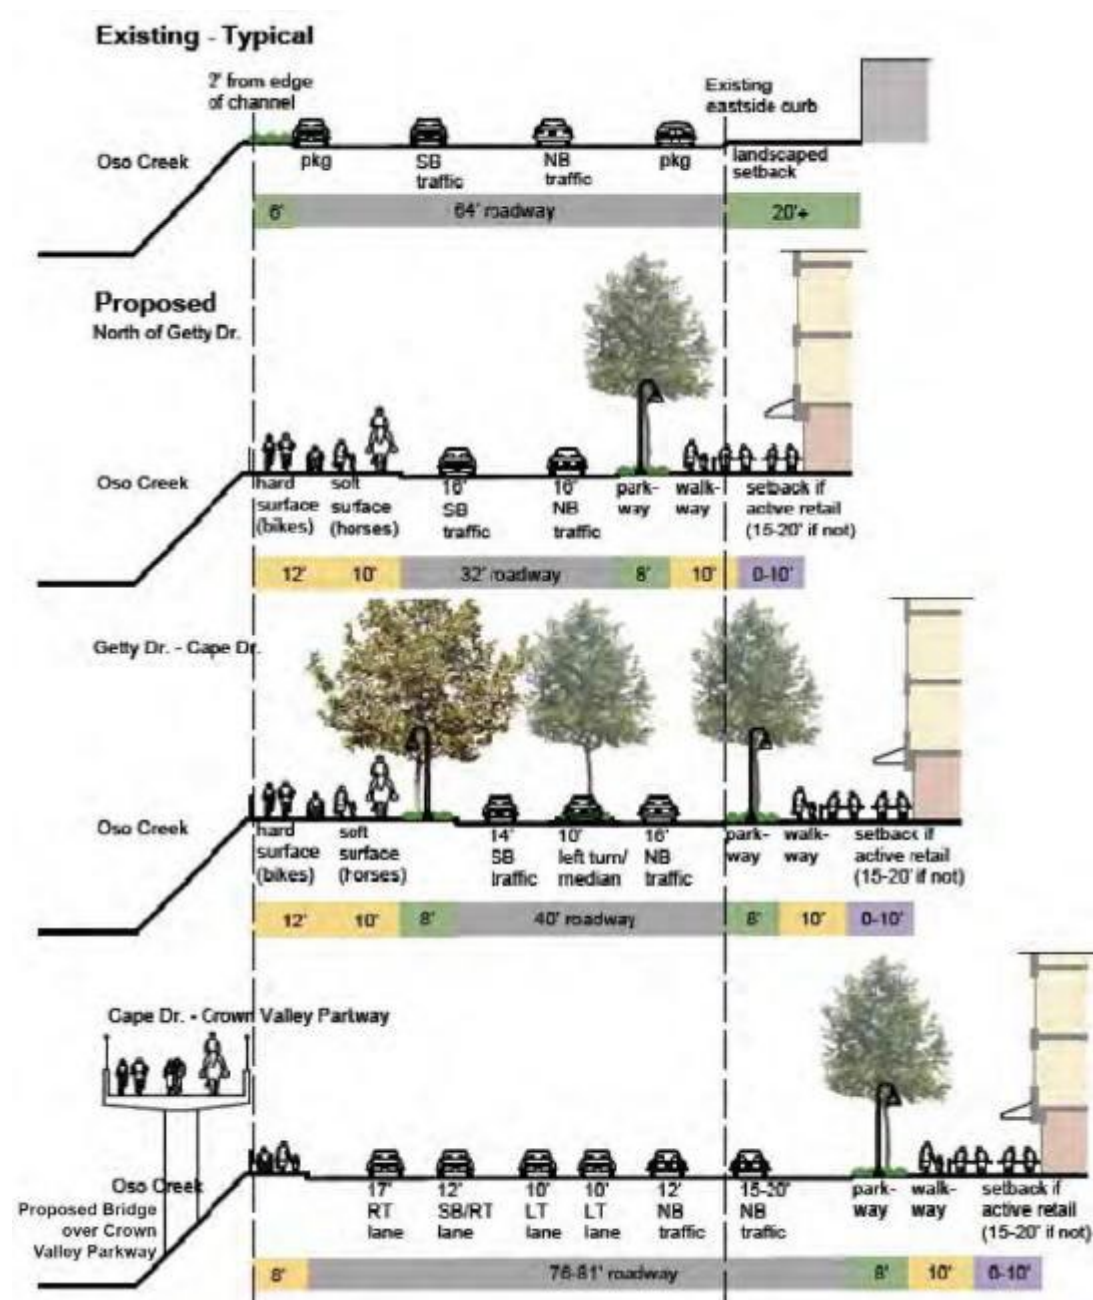 Existing - Typical
2' from edge
of channel
Existing
eastside curb
Oso Creek
pkg
SB
traffic
NB
traffic
pkg
landscaped
setback
6'
64' roadway
20'+
Proposed
North of Getty Dr.
Oso Creek
hard
surface
(bikes)
soft
surface
(horses)
16'
SB
traffic
16'
NB
traffic
park-
way
walk-
way
setback if
active retail
(15-20' if not)
12'
10'
32' roadway
8'
10'
0-10'
Getty Dr. - Cape Dr.
Oso Creek
hard
surface
(bikes)
soft
surface
(horses)
14'
SB
traffic
10'
left turn/
median
16'
NB
traffic
park-
way
walk-
way
setback if
active retail
(15-20' if not)
12'
10'
8'
40' roadway
8'
10'
0-10'
Cape Dr. - Crown Valley Partway
Oso Creek
Proposed Bridge
over Crown
Valley Parkway
17'
RT
lane
12'
SB/RT
lane
10'
LT
lane
10'
LT
lane
12'
NB
traffic
15-20'
NB
traffic
park-
way
walk-
way
setback if
active retail
(15-20' if not)
8'
76-81' roadway
8'
10'
0-10'